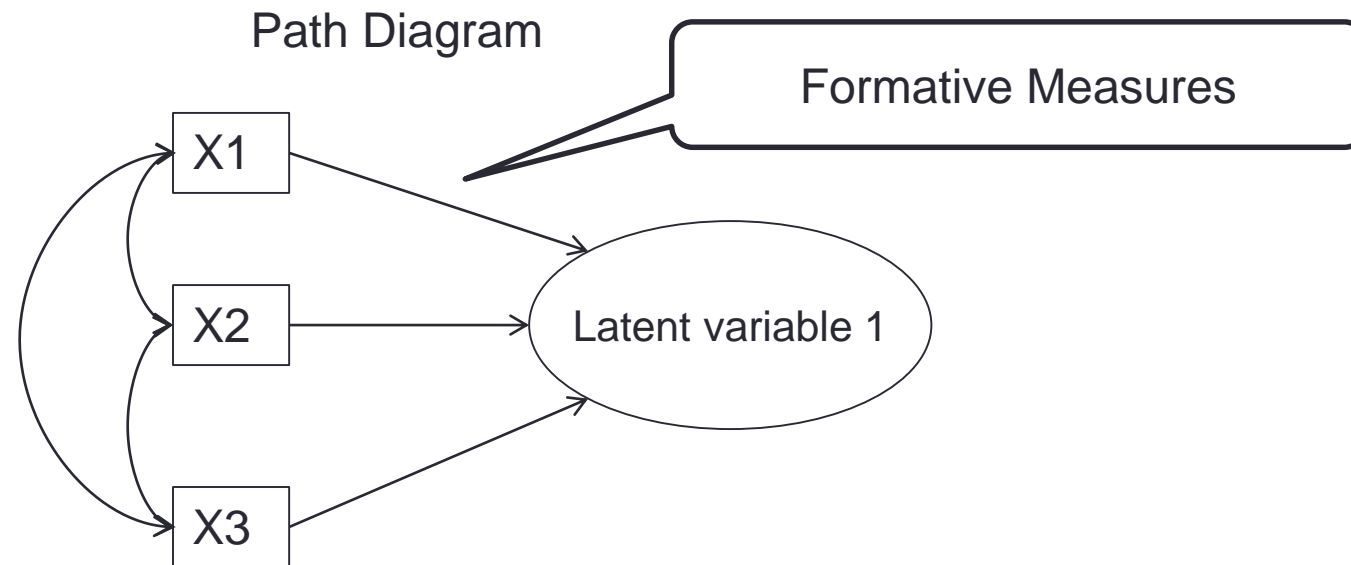 Path Diagram
Formative Measures
X1
X2
Latent variable 1
X3